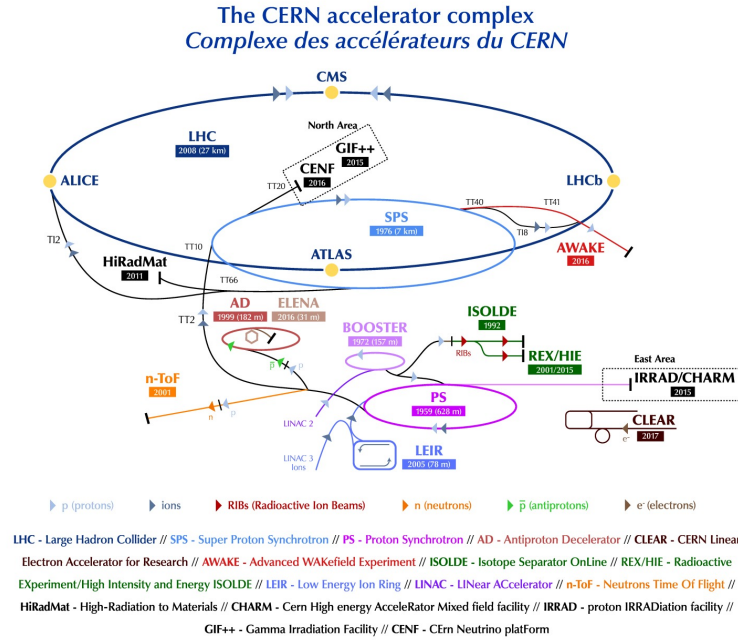 The CERN accelerator complex
Complexe des accélérateurs du CERN
CMS
North Area
LHC
2008 (27 km)
GIF++
2015
CENF
2016
TT20
ALICE
LHCb
TT40
TT41
SPS
1976 (7 km)
TI2
TI8
TT10
ATLAS
AWAKE
2016
HiRadMat
2011
TT66
AD
1999 (182 m)
ELENA
2016 (31 m)
TT2
ISOLDE
1992
BOOSTER
1972 (157 m)
RIBs
REX/HIE
2001/2015
p
p̅
East Area
n-ToF
2001
IRRAD/CHARM
2015
PS
1959 (628 m)
n
p
LINAC 2
CLEAR
2017
e⁻
LINAC 3
Ions
LEIR
2005 (78 m)
p (protons)
ions
RIBs (Radioactive Ion Beams)
n (neutrons)
p̅ (antiprotons)
e⁻ (electrons)
LHC - Large Hadron Collider // SPS - Super Proton Synchrotron // PS - Proton Synchrotron // AD - Antiproton Decelerator // CLEAR - CERN Linear
Electron Accelerator for Research // AWAKE - Advanced WAKefield Experiment // ISOLDE - Isotope Separator OnLine // REX/HIE - Radioactive
EXperiment/High Intensity and Energy ISOLDE // LEIR - Low Energy Ion Ring // LINAC - LINear ACcelerator // n-ToF - Neutrons Time Of Flight //
HiRadMat - High-Radiation to Materials // CHARM - Cern High energy AcceleRator Mixed field facility // IRRAD - proton IRRADiation facility //
GIF++ - Gamma Irradiation Facility // CENF - CErn Neutrino platForm